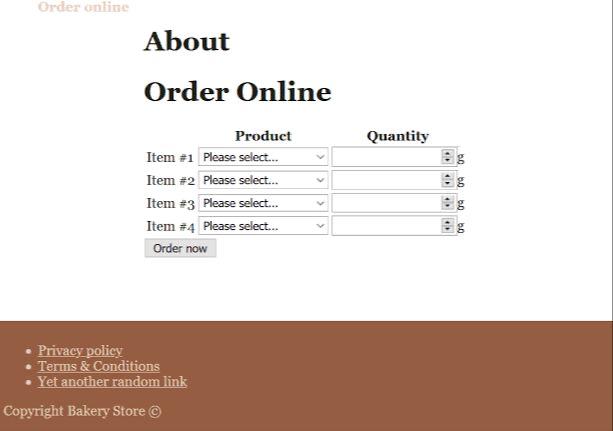 Order online
About
Order Online
Product Quantity
Item #1 Please select... g
Item #2 Please select... g
Item #3 Please select... g
Item #4 Please select... g
Order now
Privacy policy
Terms & Conditions
Yet another random link
Copyright Bakery Store ©